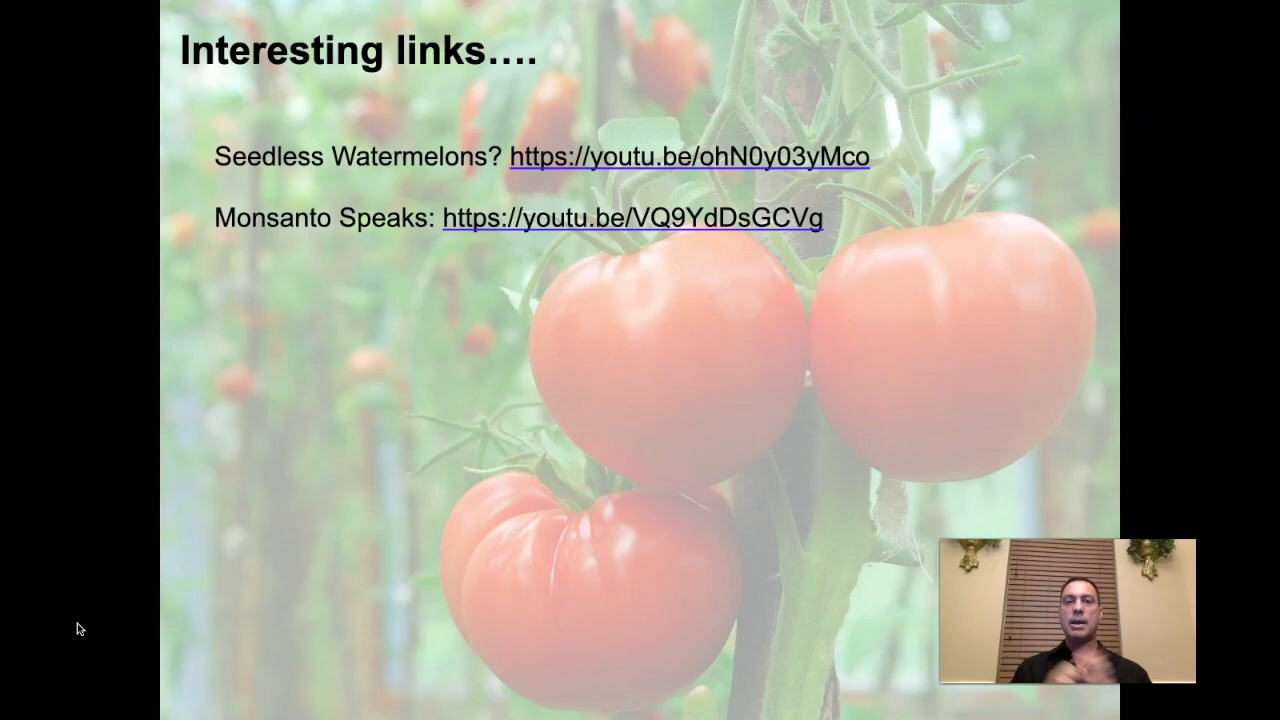 Interesting links….
Seedless Watermelons? https://youtu.be/ohN0y03yMco
Monsanto Speaks: https://youtu.be/VQ9YdDsGCVg